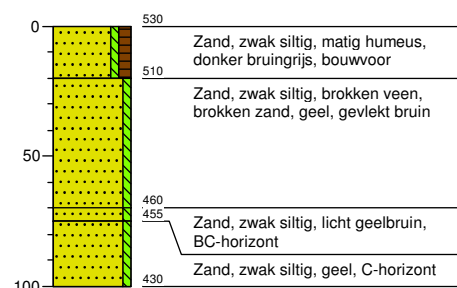 0
530
Zand, zwak siltig, matig humeus,
donker bruingrijs, bouwvoor
510
Zand, zwak siltig, brokken veen,
brokken zand, geel, gevlekt bruin
50
460
455
Zand, zwak siltig, licht geelbruin,
BC-horizont
Zand, zwak siltig, geel, C-horizont
100
430